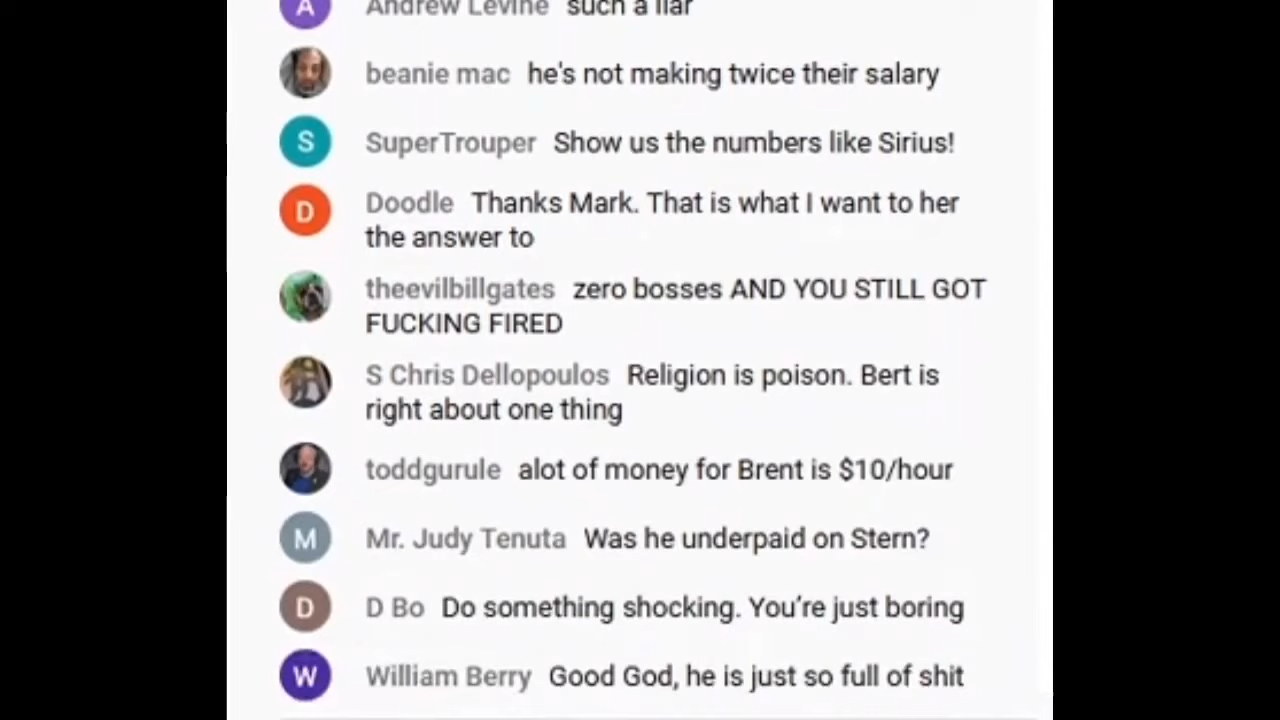 A Andrew Levine such a liar
beanie mac he's not making twice their salary
S SuperTrouper Show us the numbers like Sirius!
D Doodle Thanks Mark. That is what I want to her
the answer to
theevilbillgates zero bosses AND YOU STILL GOT
FUCKING FIRED
S Chris Dellopoulos Religion is poison. Bert is
right about one thing
toddgurule alot of money for Brent is $10/hour
M Mr. Judy Tenuta Was he underpaid on Stern?
D D Bo Do something shocking. You’re just boring
W William Berry Good God, he is just so full of shit